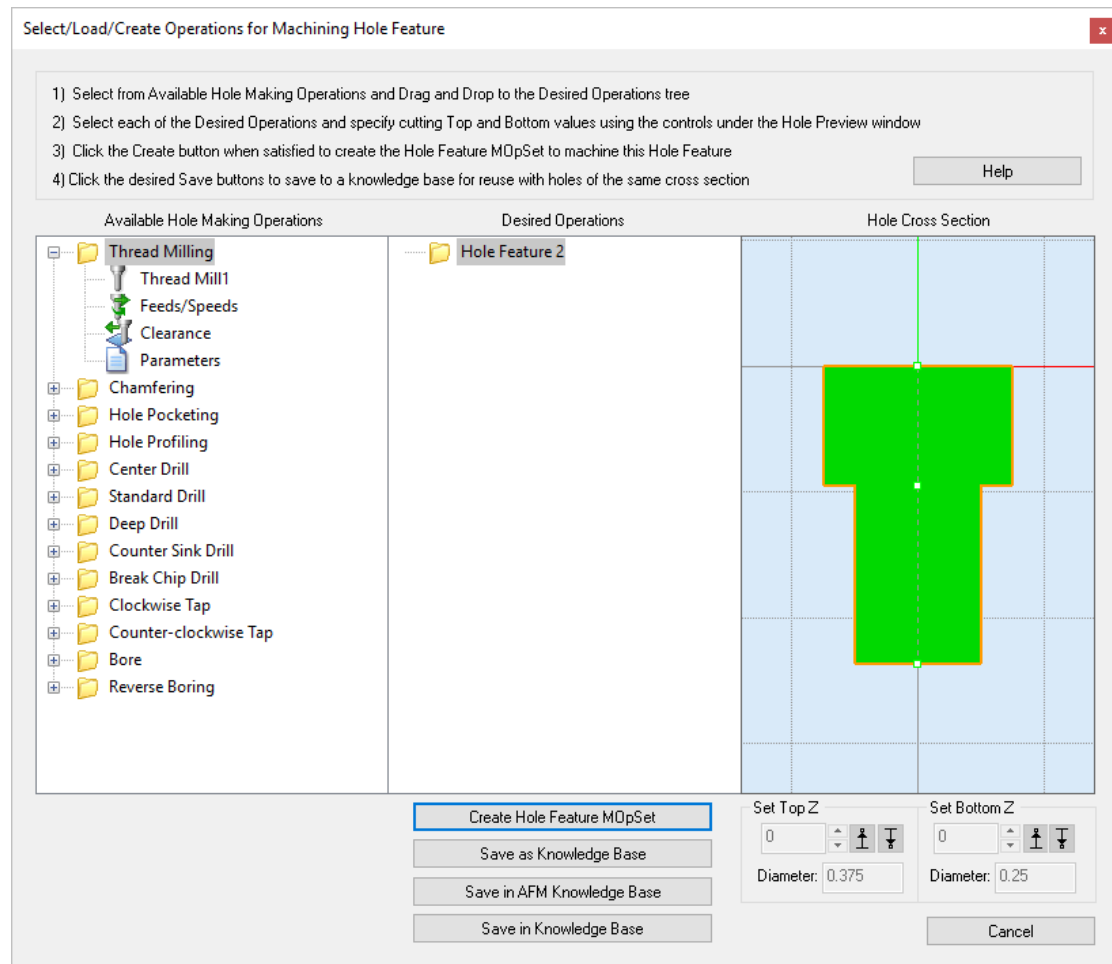 Select/Load/Create Operations for Machining Hole Feature
x
1) Select from Available Hole Making Operations and Drag and Drop to the Desired Operations tree
2) Select each of the Desired Operations and specify cutting Top and Bottom values using the controls under the Hole Preview window
3) Click the Create button when satisfied to create the Hole Feature MOpSet to machine this Hole Feature
4) Click the desired Save buttons to save to a knowledge base for reuse with holes of the same cross section
Help
Available Hole Making Operations
Desired Operations
Hole Cross Section
Thread Milling
Thread Mill1
Feeds/Speeds
Clearance
Parameters
Chamfering
Hole Pocketing
Hole Profiling
Center Drill
Standard Drill
Deep Drill
Counter Sink Drill
Break Chip Drill
Clockwise Tap
Counter-clockwise Tap
Bore
Reverse Boring
Hole Feature 2
Create Hole Feature MOpSet
Save as Knowledge Base
Save in AFM Knowledge Base
Save in Knowledge Base
Set Top Z
0
Diameter: 0.375
Set Bottom Z
0
Diameter: 0.25
Cancel